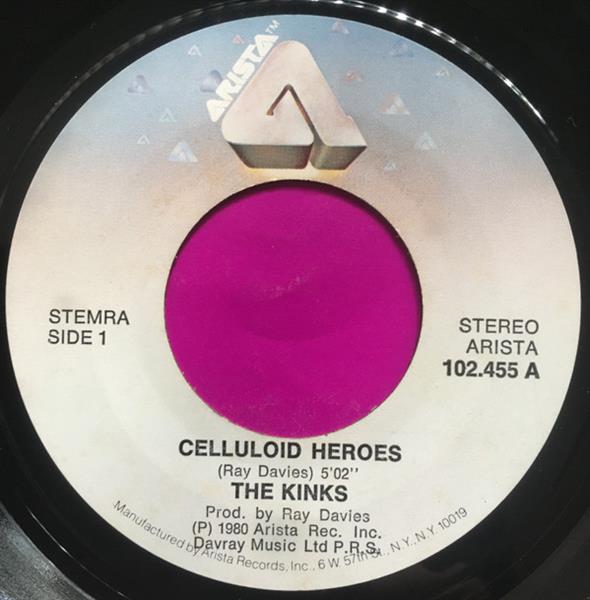 ARISTA™
STEMRA
SIDE 1
STEREO
ARISTA
102.455 A
CELLULOID HEROES
(Ray Davies) 5'02''
THE KINKS
Prod. by Ray Davies
(P) 1980 Arista Rec. Inc.
Davray Music Ltd P.R.S.
Manufactured by Arista Records, Inc., 6 W. 57th St., N.Y., N.Y. 10019